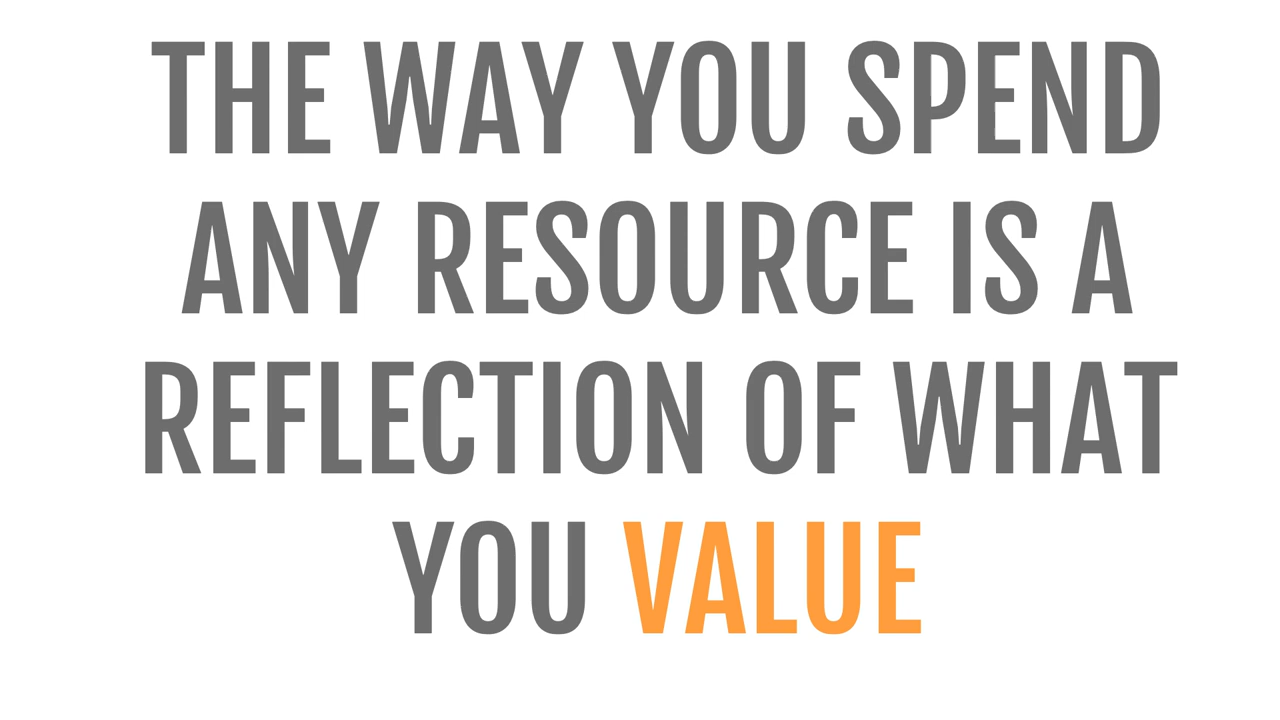 THE WAY YOU SPEND
ANY RESOURCE IS A
REFLECTION OF WHAT
YOU VALUE